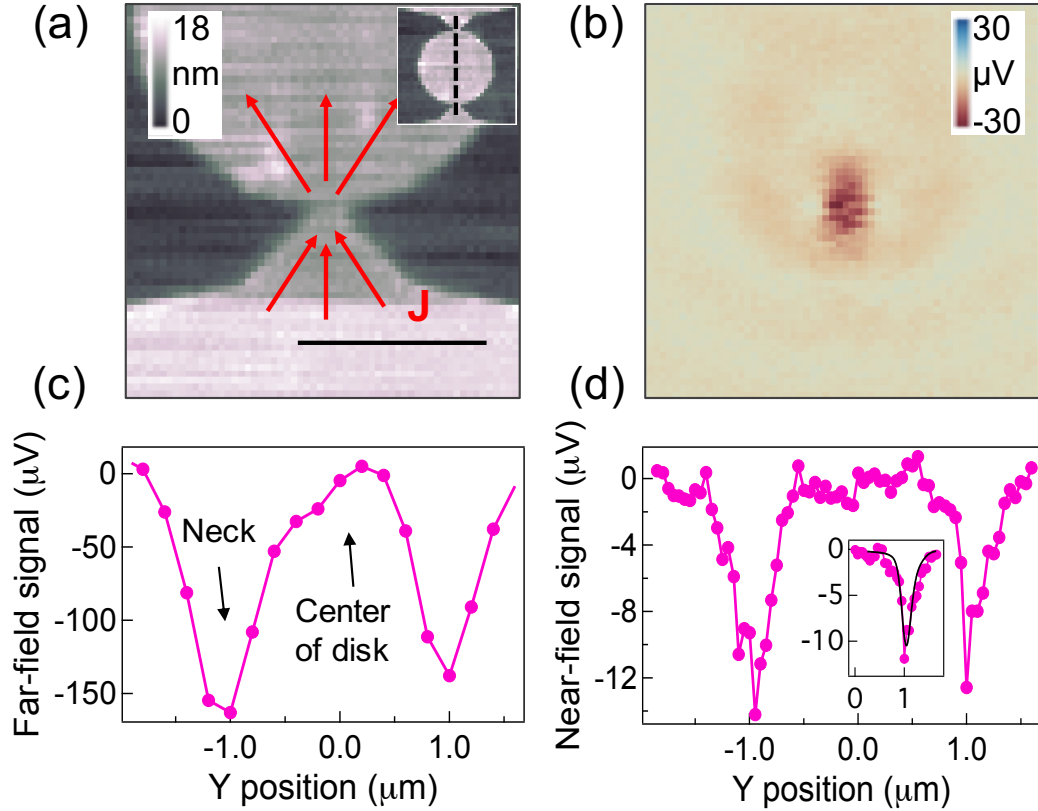 (a)
18
nm
0
J
(b)
30
μV
-30
(c)
Far-field signal (μV)
0
-50
-100
-150
Neck
Center
of disk
-1.0
0.0
1.0
Y position (μm)
(d)
Near-field signal (μV)
0
-4
-8
-12
0
-5
-10
0
1
-1.0
0.0
1.0
Y position (μm)